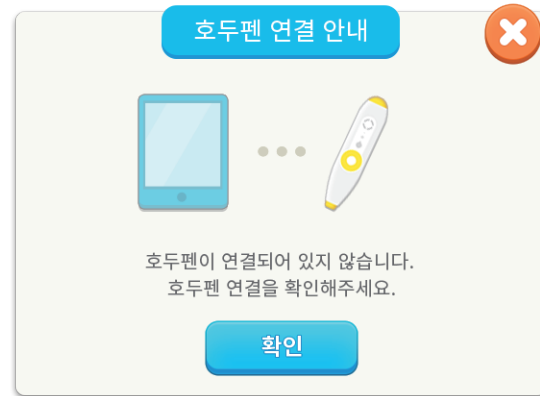 호두펜 연결 안내
호두펜이 연결되어 있지 않습니다.
호두펜 연결을 확인해주세요.
확인